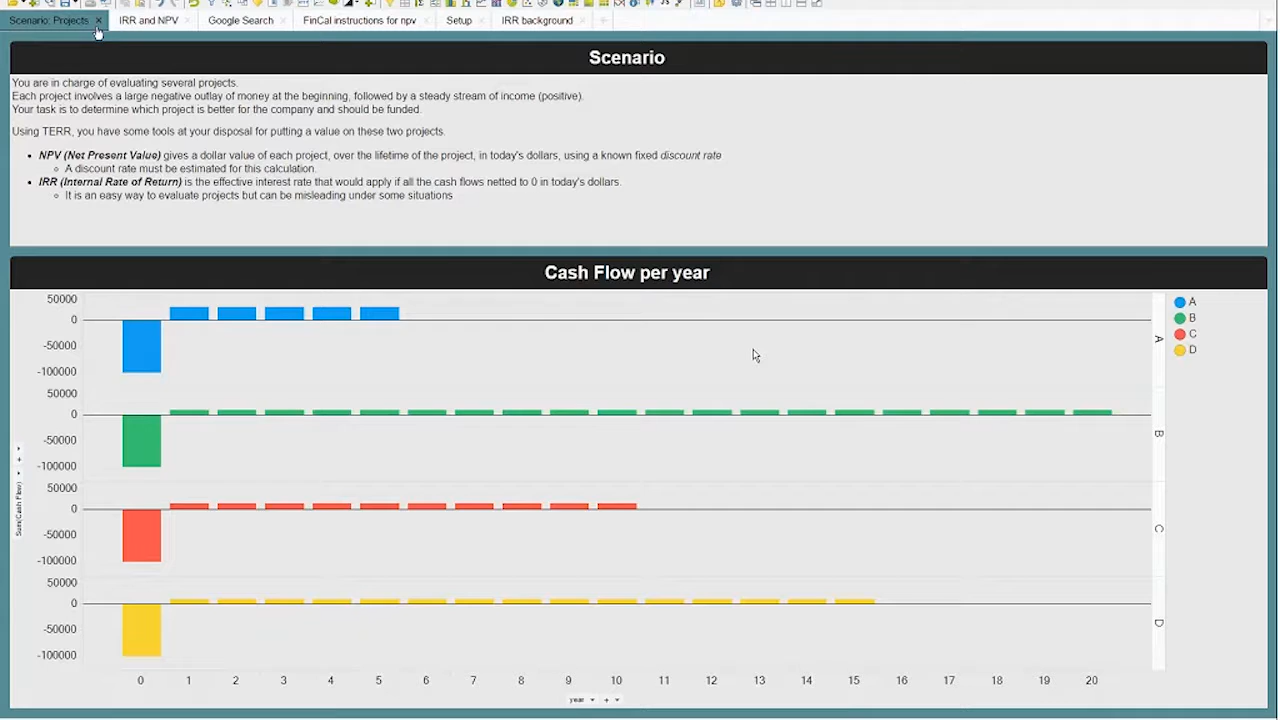 Scenario: Projects
IRR and NPV
Google Search
FinCal instructions for npv
Setup
IRR background
Scenario
You are in charge of evaluating several projects.
Each project involves a large negative outlay of money at the beginning, followed by a steady stream of income (positive).
Your task is to determine which project is better for the company and should be funded.
Using TERR, you have some tools at your disposal for putting a value on these two projects.
• NPV (Net Present Value) gives a dollar value of each project, over the lifetime of the project, in today's dollars, using a known fixed discount rate
◦ A discount rate must be estimated for this calculation.
• IRR (Internal Rate of Return) is the effective interest rate that would apply if all the cash flows netted to 0 in today's dollars.
◦ It is an easy way to evaluate projects but can be misleading under some situations
Cash Flow per year
50000
0
-50000
-100000
A
50000
0
-50000
-100000
B
50000
0
-50000
-100000
C
50000
0
-50000
-100000
D
Sum(Cash Flow)
A
B
C
D
0 1 2 3 4 5 6 7 8 9 10 11 12 13 14 15 16 17 18 19 20
year